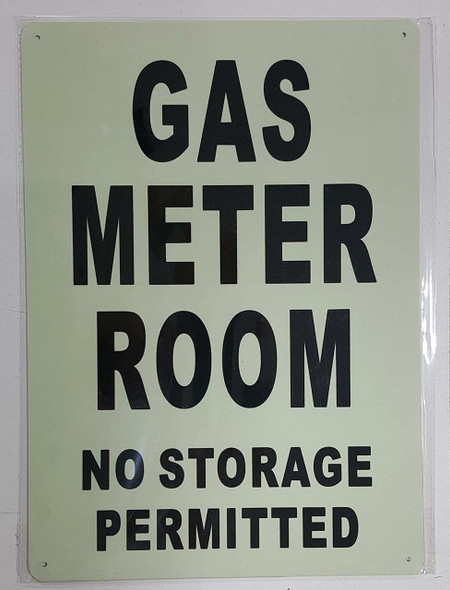 GAS
METER
ROOM
NO STORAGE
PERMITTED